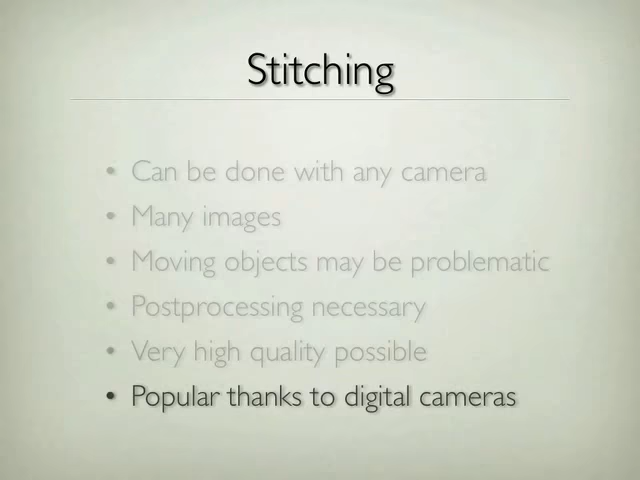 Stitching
• Can be done with any camera
• Many images
• Moving objects may be problematic
• Postprocessing necessary
• Very high quality possible
• Popular thanks to digital cameras